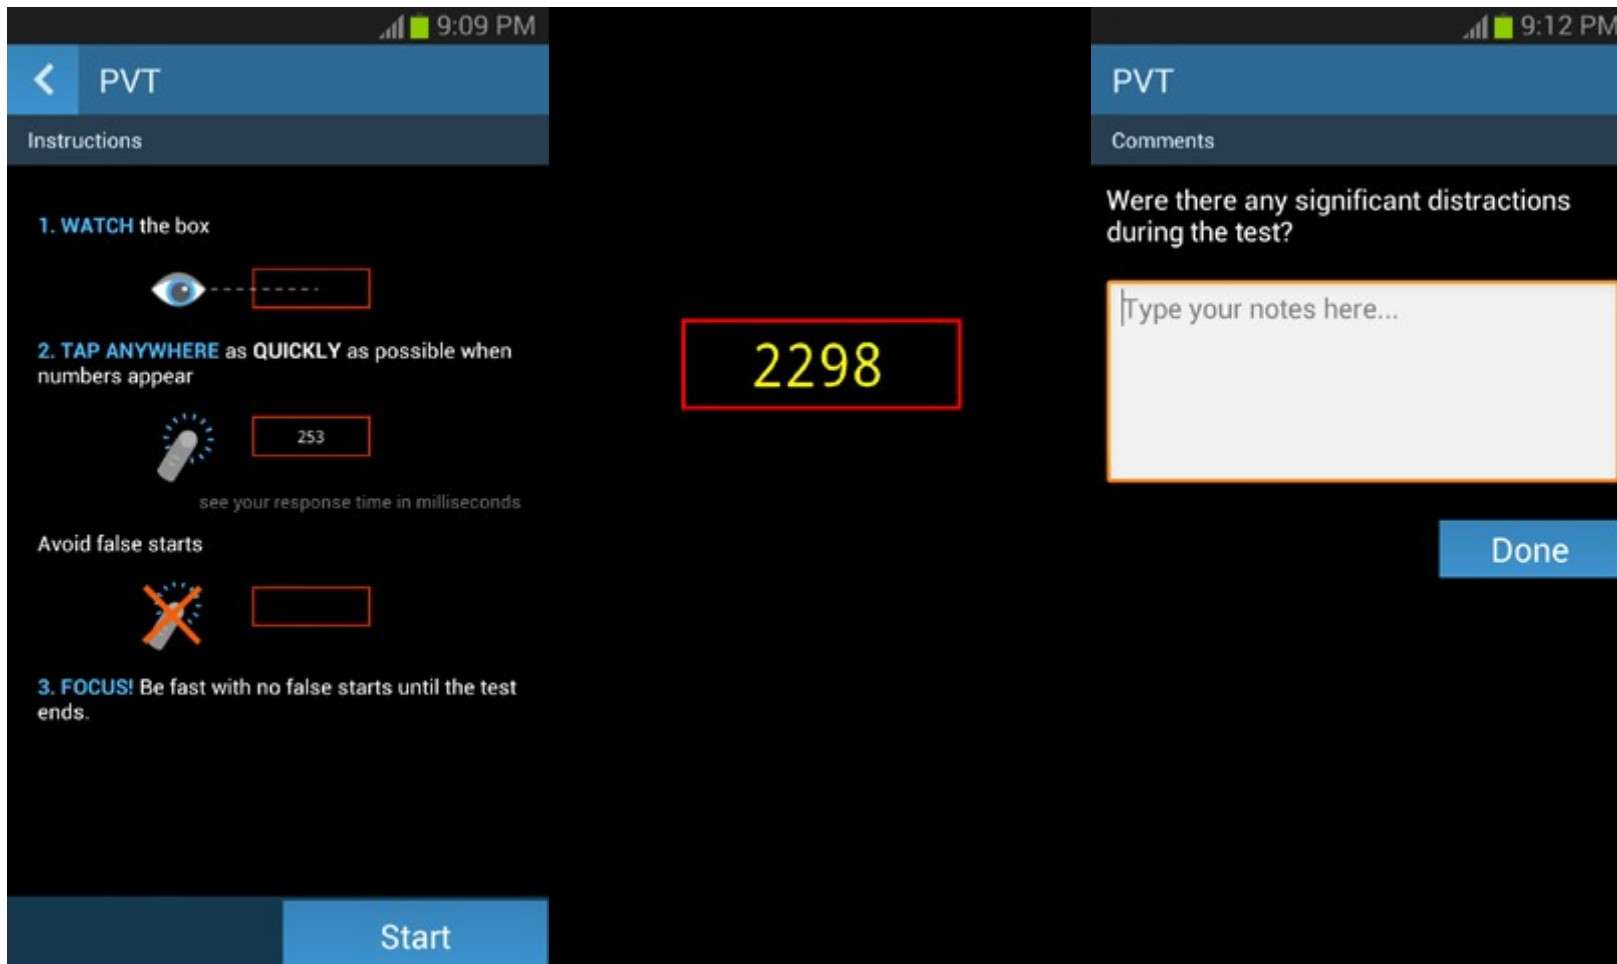 9:09 PM
PVT
Instructions
1. WATCH the box
2. TAP ANYWHERE as QUICKLY as possible when
numbers appear
253
see your response time in milliseconds
Avoid false starts
3. FOCUS! Be fast with no false starts until the test
ends.
Start
2298
9:12 PM
PVT
Comments
Were there any significant distractions
during the test?
Type your notes here...
Done